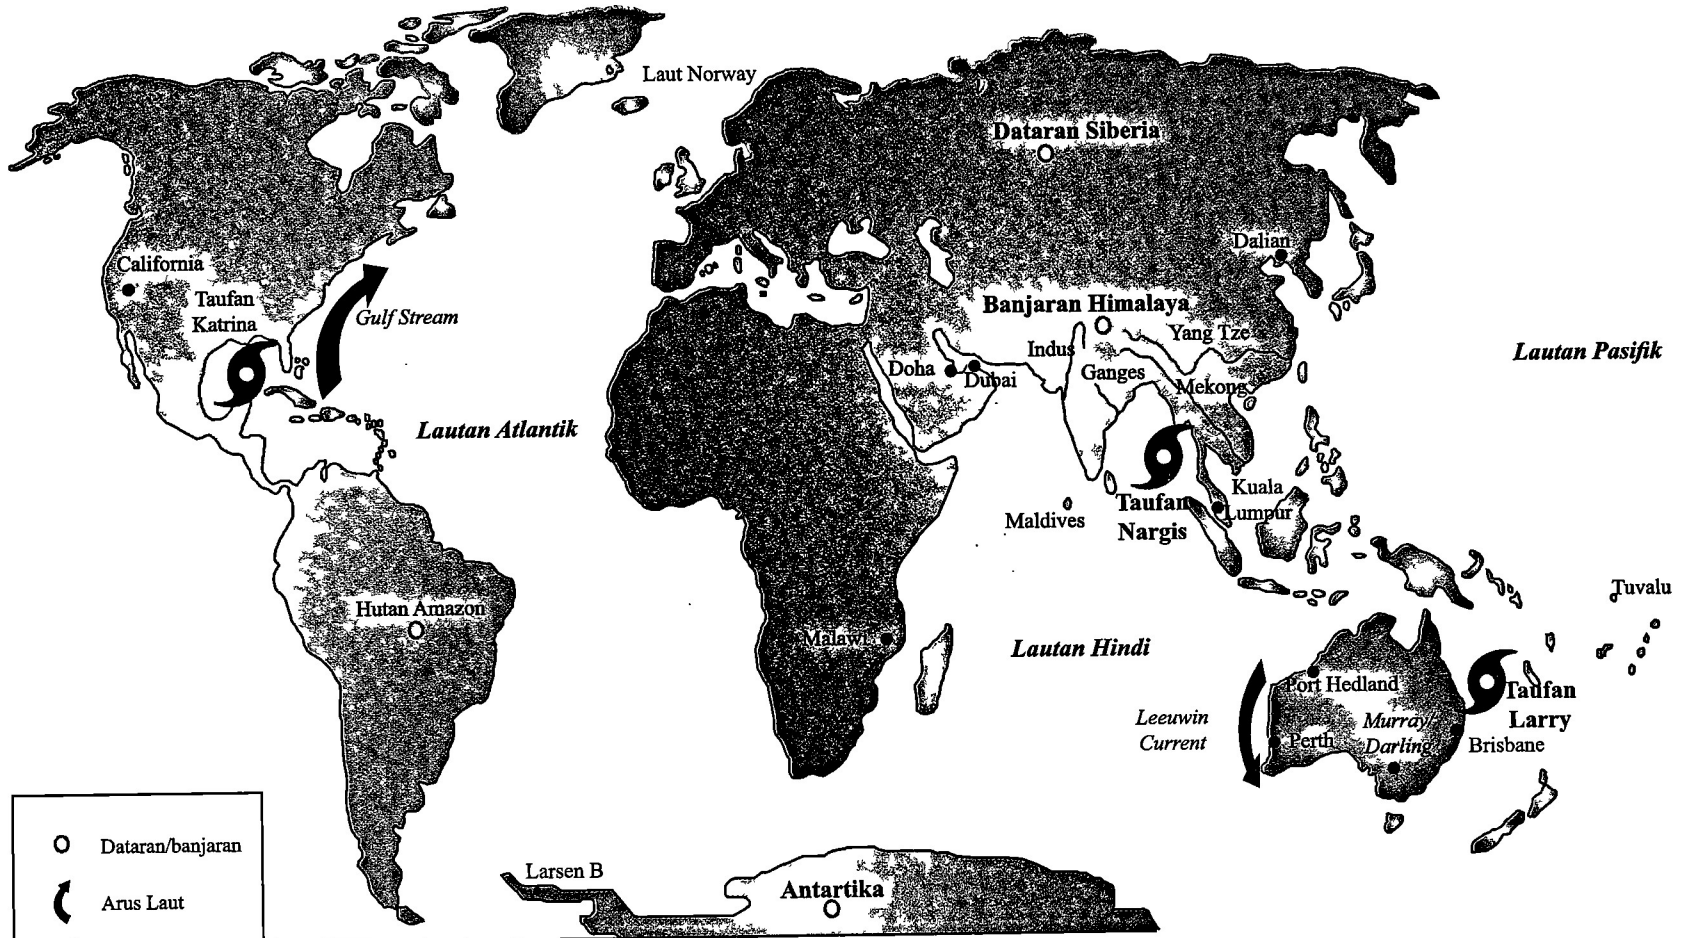 Laut Norway
Dataran Siberia
California
Taufan
Katrina
Gulf Stream
Dalian
Banjaran Himalaya
Yang Tze
Indus
Ganges
Mekong
Doha
Dubai
Lautan Pasifik
Lautan Atlantik
Kuala
Lumpur
Maldives
Taufan
Nargis
Tuvalu
Hutan Amazon
Malawi
Lautan Hindi
Port Hedland
Taufan
Larry
Leeuwin
Current
Murray/
Darling
Perth
Brisbane
Dataran/banjaran
Arus Laut
Larsen B
Antartika